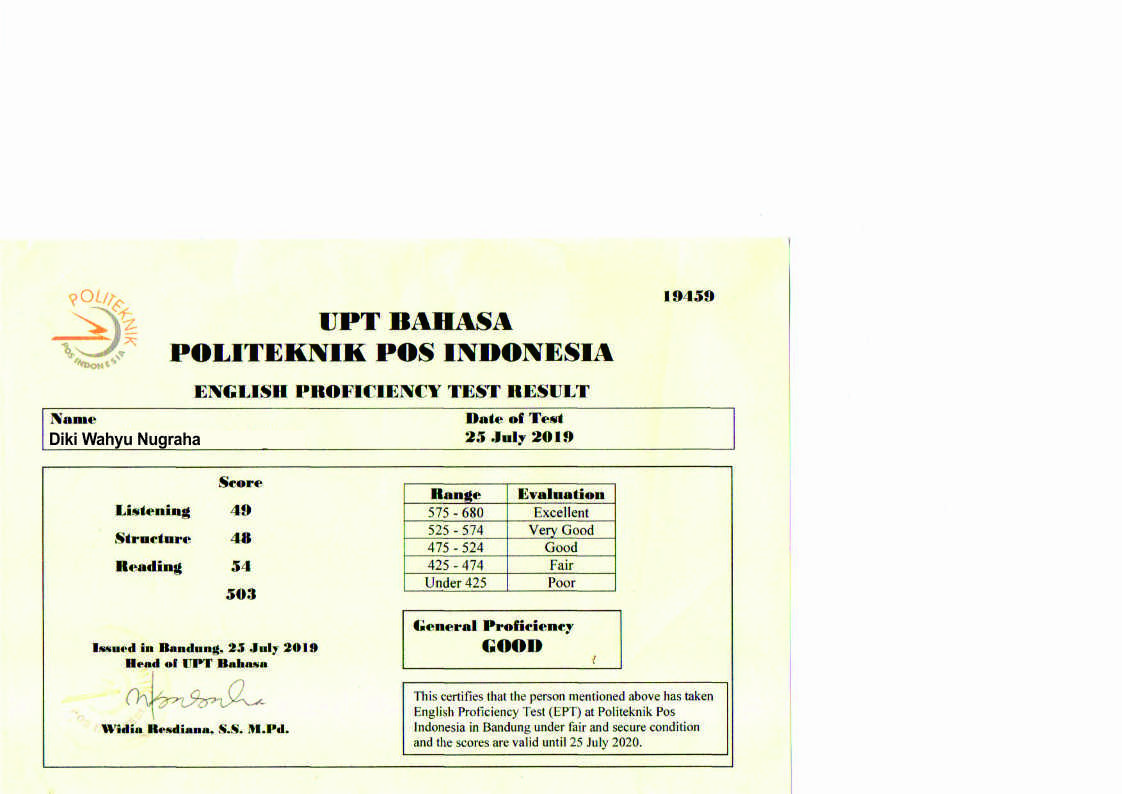 POLITEKNIK
POS INDONESIA
19459
UPT BAHASA
POLITEKNIK POS INDONESIA
ENGLISH PROFICIENCY TEST RESULT
Name Date of Test
Diki Wahyu Nugraha 25 July 2019
Score
Listening 49
Structure 48
Reading 54
503
Range Evaluation
575 - 680 Excellent
525 - 574 Very Good
475 - 524 Good
425 - 474 Fair
Under 425 Poor
General Proficiency
GOOD
Issued in Bandung, 25 July 2019
Head of UPT Bahasa
Widia Resdiana, S.S. M.Pd.
This certifies that the person mentioned above has taken
English Proficiency Test (EPT) at Politeknik Pos
Indonesia in Bandung under fair and secure condition
and the scores are valid until 25 July 2020.